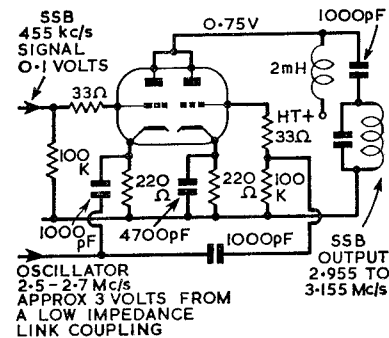 SSB
455 kc/s
SIGNAL
0·1 VOLTS
0·75V
1000pF
2mH
33Ω
HT+
33Ω
100
K
220
Ω
220
Ω
100
K
1000
pF
4700pF
1000pF
OSCILLATOR
2·5-2·7 Mc/s
APPROX 3 VOLTS FROM
A LOW IMPEDANCE
LINK COUPLING
SSB
OUTPUT
2·955 TO
3·155 Mc/s